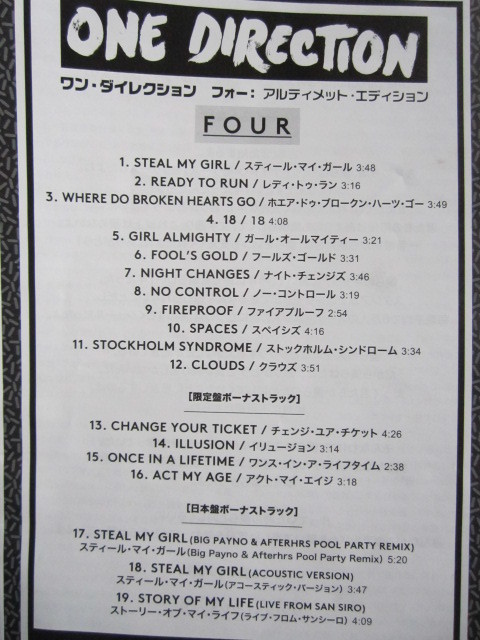 ONE DIRECTION
ワン・ダイレクション フォー：アルティメット・エディション
FOUR
1. STEAL MY GIRL / スティール・マイ・ガール 3:48
2. READY TO RUN / レディ・トゥ・ラン 3:16
3. WHERE DO BROKEN HEARTS GO / ホエア・ドゥ・ブロークン・ハーツ・ゴー 3:49
4. 18 / 18 4:08
5. GIRL ALMIGHTY / ガール・オールマイティー 3:21
6. FOOL'S GOLD / フールズ・ゴールド 3:31
7. NIGHT CHANGES / ナイト・チェンジズ 3:46
8. NO CONTROL / ノー・コントロール 3:19
9. FIREPROOF / ファイアプルーフ 2:54
10. SPACES / スペイシズ 4:16
11. STOCKHOLM SYNDROME / ストックホルム・シンドローム 3:34
12. CLOUDS / クラウズ 3:51
【限定盤ボーナストラック】
13. CHANGE YOUR TICKET / チェンジ・ユア・チケット 4:26
14. ILLUSION / イリュージョン 3:14
15. ONCE IN A LIFETIME / ワンス・イン・ア・ライフタイム 2:38
16. ACT MY AGE / アクト・マイ・エイジ 3:18
【日本盤ボーナストラック】
17. STEAL MY GIRL (BIG PAYNO & AFTERHRS POOL PARTY REMIX)
スティール・マイ・ガール (Big Payno & Afterhrs Pool Party Remix) 5:20
18. STEAL MY GIRL (ACOUSTIC VERSION)
スティール・マイ・ガール (アコースティック・バージョン) 3:47
19. STORY OF MY LIFE (LIVE FROM SAN SIRO)
ストーリー・オブ・マイ・ライフ (ライブ・フロム・サンシーロ) 4:09